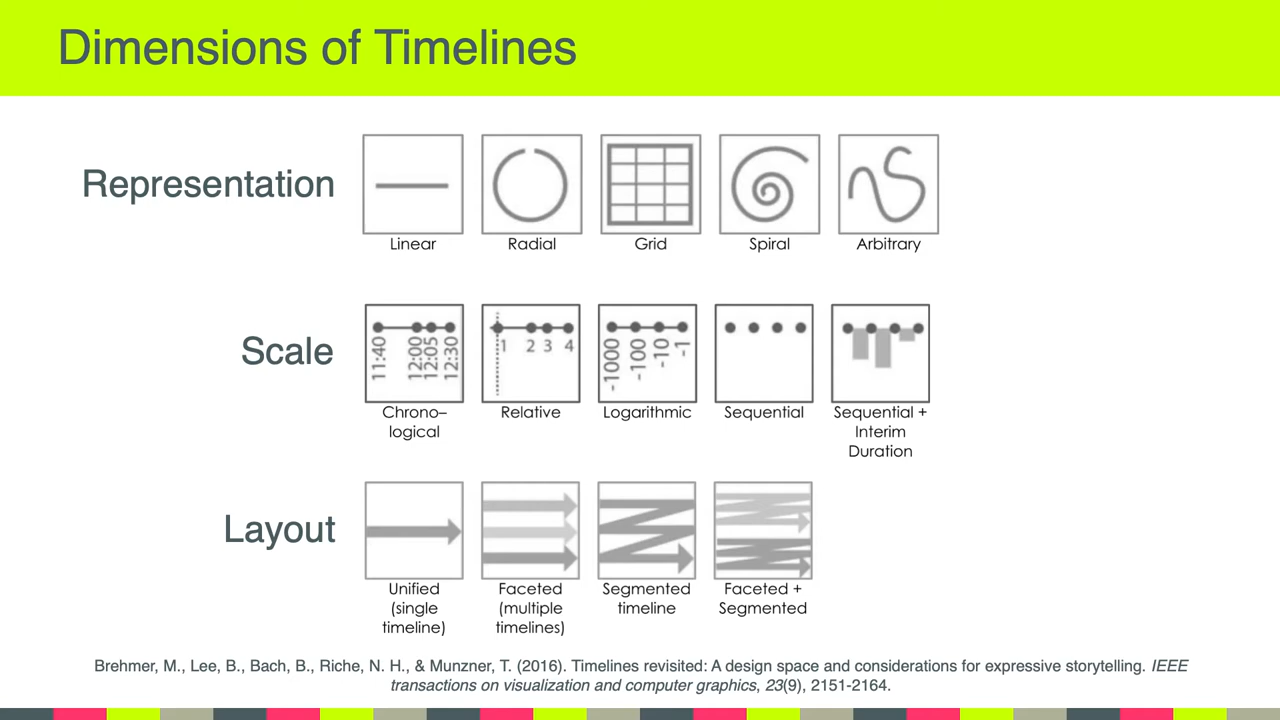 Dimensions of Timelines
Representation
Linear
Radial
Grid
Spiral
Arbitrary
Scale
11:40
12:00
12:05
12:30
1
2
3
4
-1000
-100
-10
-1
Chrono–
logical
Relative
Logarithmic
Sequential
Sequential +
Interim
Duration
Layout
Unified
(single
timeline)
Faceted
(multiple
timelines)
Segmented
timeline
Faceted +
Segmented
Brehmer, M., Lee, B., Bach, B., Riche, N. H., & Munzner, T. (2016). Timelines revisited: A design space and considerations for expressive storytelling. IEEE
transactions on visualization and computer graphics, 23(9), 2151-2164.